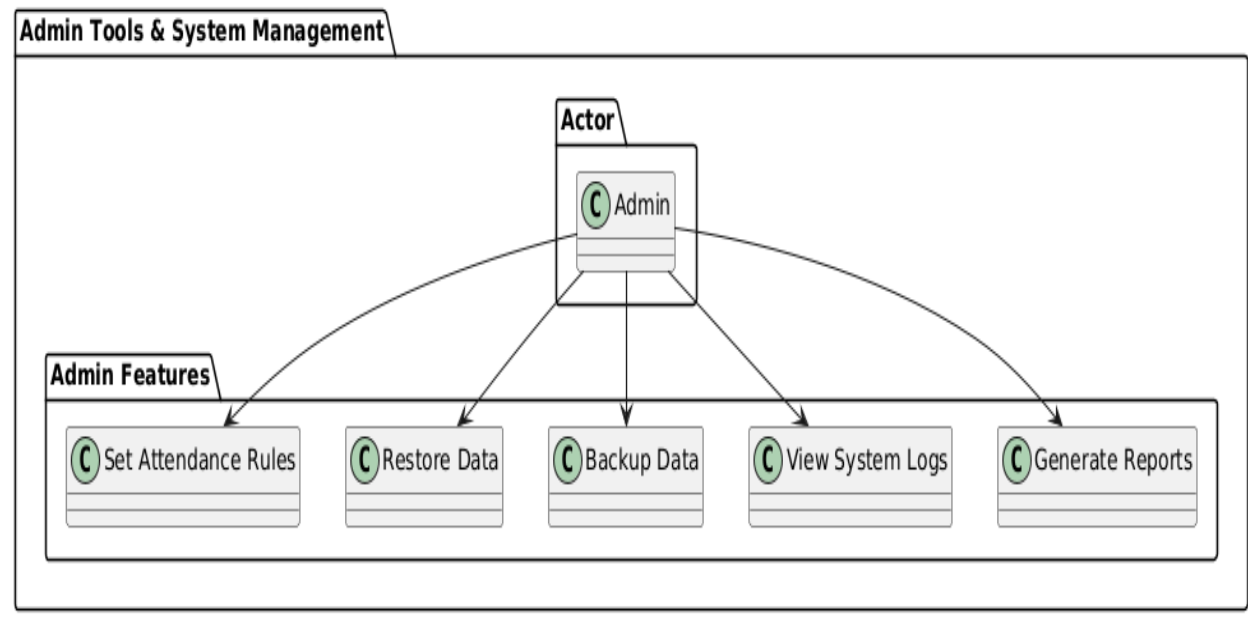 Admin Tools & System Management
Actor
C Admin
Admin Features
C Set Attendance Rules
C Restore Data
C Backup Data
C View System Logs
C Generate Reports